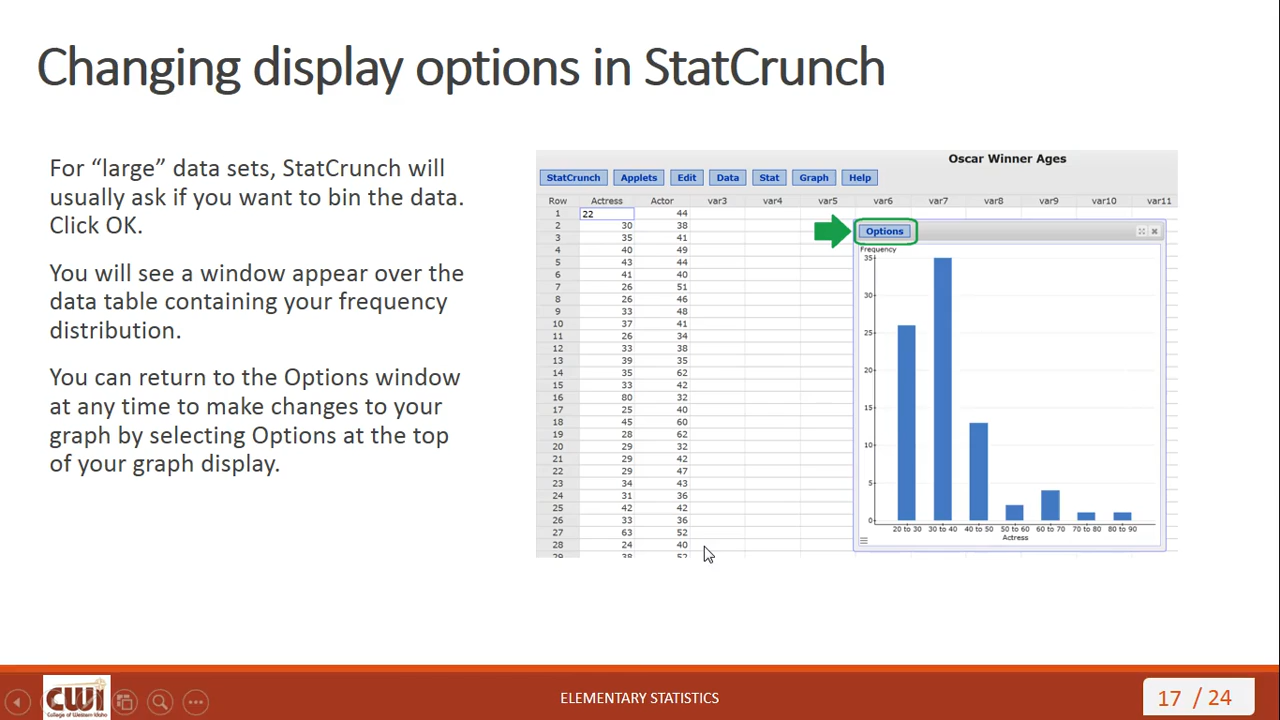 Changing display options in StatCrunch
For “large” data sets, StatCrunch will
usually ask if you want to bin the data.
Click OK.
You will see a window appear over the
data table containing your frequency
distribution.
You can return to the Options window
at any time to make changes to your
graph by selecting Options at the top
of your graph display.
Oscar Winner Ages
StatCrunch Applets Edit Data Stat Graph Help
Row Actress Actor var3 var4 var5 var6 var7 var8 var9 var10 var11
1 22 44
2 30 38
3 35 41
4 40 49
5 43 44
6 41 40
7 26 51
8 26 46
9 33 48
10 37 41
11 26 34
12 33 38
13 39 35
14 35 62
15 33 42
16 80 32
17 25 40
18 45 60
19 28 62
20 29 32
21 29 42
22 29 47
23 34 43
24 31 36
25 42 42
26 33 36
27 63 52
28 24 40
29 38 52
Options
Frequency
35
30
25
20
15
10
5
0
20 to 30 30 to 40 40 to 50 50 to 60 60 to 70 70 to 80 80 to 90
Actress
CWI
College of Western Idaho
ELEMENTARY STATISTICS
17 / 24